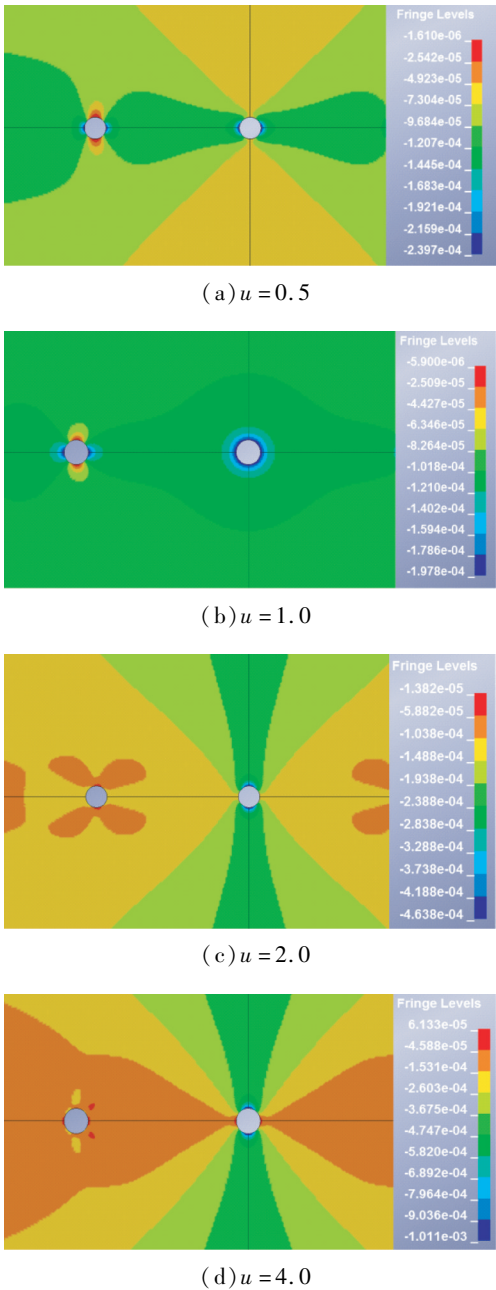 Fringe Levels
-1.610e-06
-2.542e-05
-4.923e-05
-7.304e-05
-9.684e-05
-1.207e-04
-1.445e-04
-1.683e-04
-1.921e-04
-2.159e-04
-2.397e-04
(a)u=0.5
Fringe Levels
-5.900e-06
-2.509e-05
-4.427e-05
-6.346e-05
-8.264e-05
-1.018e-04
-1.210e-04
-1.402e-04
-1.594e-04
-1.786e-04
-1.978e-04
(b)u=1.0
Fringe Levels
-1.382e-05
-5.882e-05
-1.038e-04
-1.488e-04
-1.938e-04
-2.388e-04
-2.838e-04
-3.288e-04
-3.738e-04
-4.188e-04
-4.638e-04
(c)u=2.0
Fringe Levels
6.133e-05
-4.588e-05
-1.531e-04
-2.603e-04
-3.675e-04
-4.747e-04
-5.820e-04
-6.892e-04
-7.964e-04
-9.036e-04
-1.011e-03
(d)u=4.0